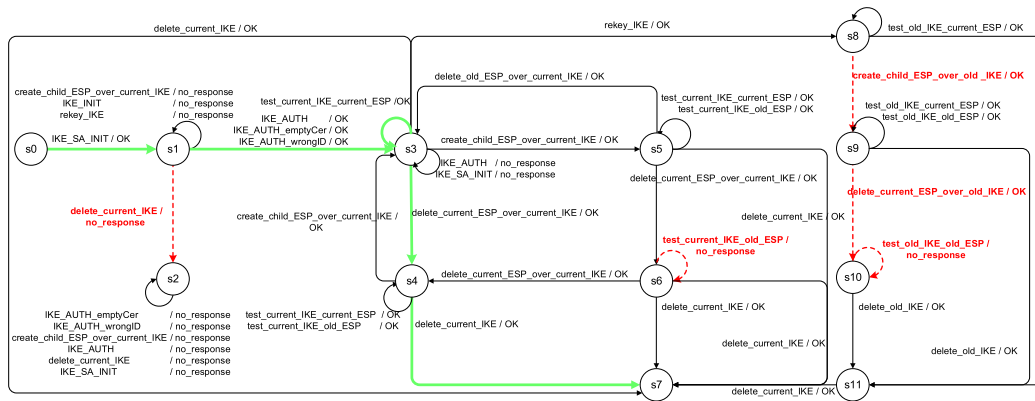 delete_current_IKE / OK
rekey_IKE / OK
s8
test_old_IKE_current_ESP / OK
create_child_ESP_over_old _IKE / OK
delete_old_ESP_over_current_IKE / OK
create_child_ESP_over_current_IKE / no_response
IKE_INIT / no_response
rekey_IKE / no_response
test_current_IKE_current_ESP /OK
IKE_AUTH / OK
IKE_AUTH_emptyCer / OK
IKE_AUTH_wrongID / OK
test_current_IKE_current_ESP / OK
test_current_IKE_old_ESP / OK
test_old_IKE_current_ESP / OK
test_old_IKE_old_ESP / OK
s0
IKE_SA_INIT / OK
s1
s3
create_child_ESP_over_current_IKE / OK
s5
s9
IKE_AUTH / no_response
IKE_SA_INIT / no_response
delete_current_ESP_over_current_IKE / OK
delete_current_ESP_over_old_IKE / OK
delete_current_IKE /
no_response
create_child_ESP_over_current_IKE /
OK
delete_current_ESP_over_current_IKE / OK
delete_current_IKE / OK
test_current_IKE_old_ESP /
no_response
test_old_IKE_old_ESP /
no_response
s2
s4
delete_current_ESP_over_current_IKE / OK
s6
s10
IKE_AUTH_emptyCer / no_response
IKE_AUTH_wrongID / no_response
create_child_ESP_over_current_IKE / no_response
IKE_AUTH / no_response
delete_current_IKE / no_response
IKE_SA_INIT / no_response
test_current_IKE_current_ESP / OK
test_current_IKE_old_ESP / OK
delete_current_IKE / OK
delete_current_IKE / OK
delete_old_IKE / OK
delete_current_IKE / OK
delete_old_IKE / OK
s7
delete_current_IKE / OK
s11